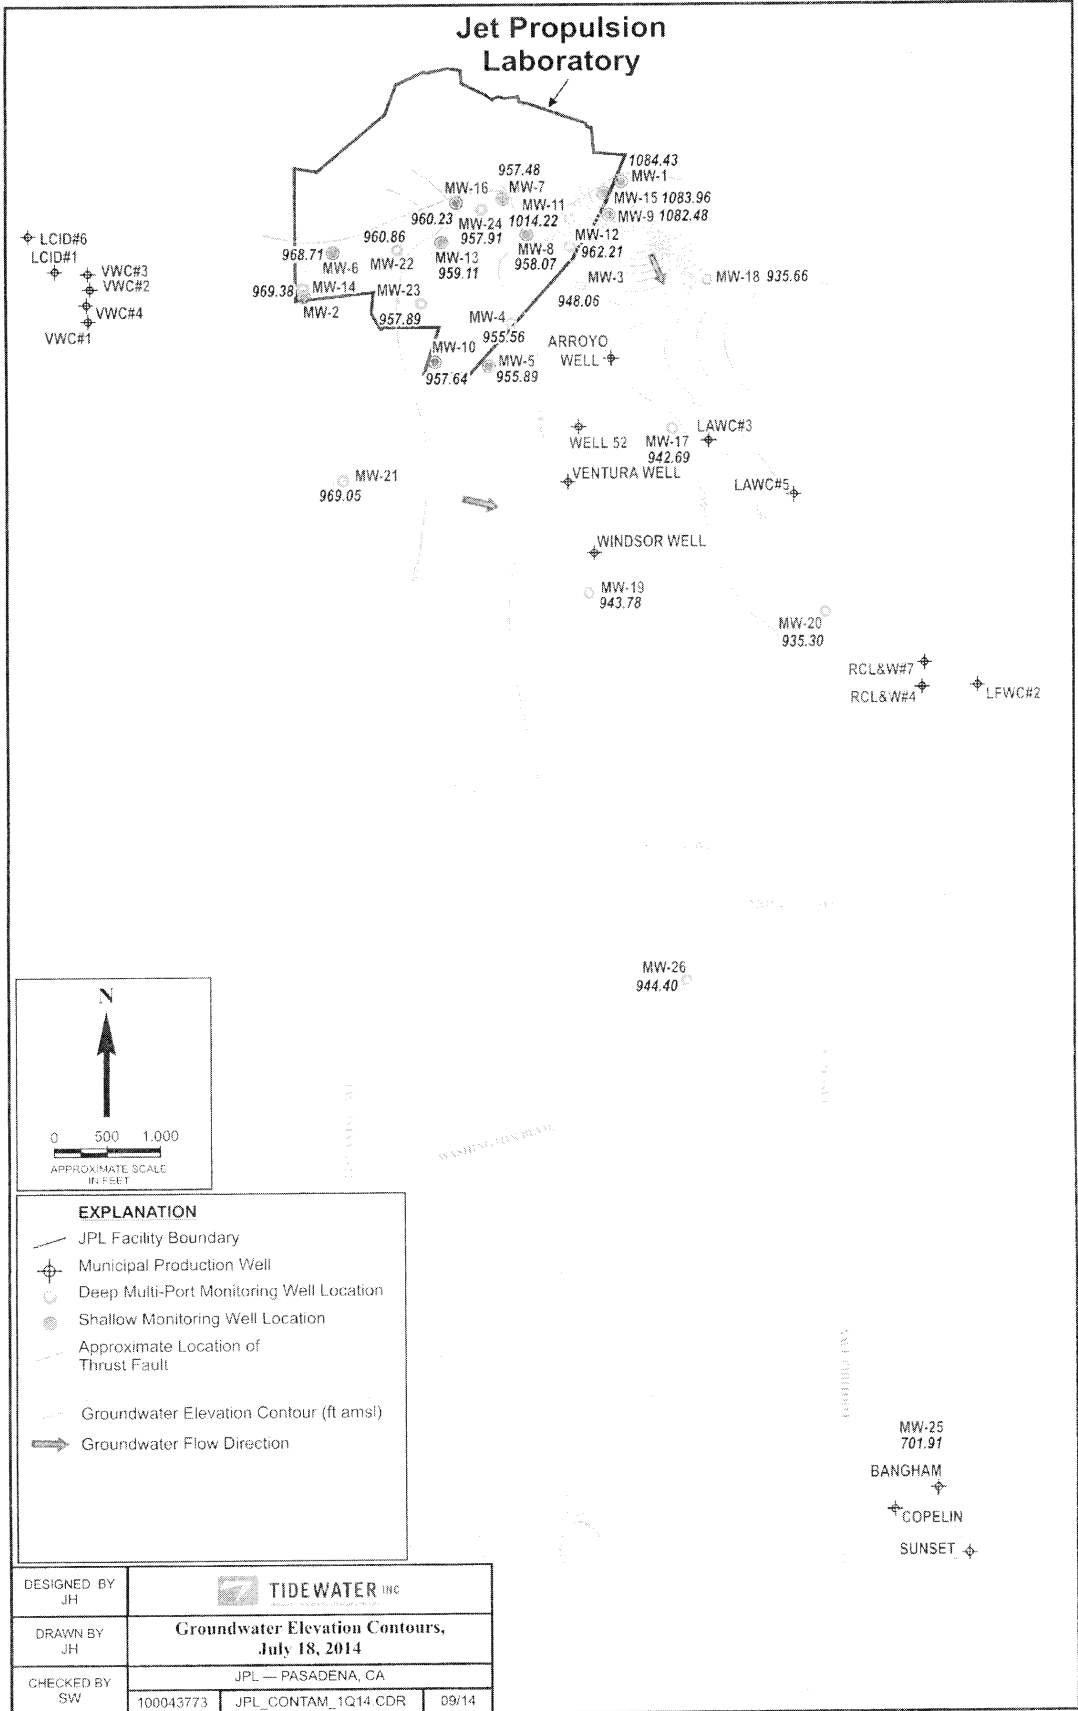 Jet Propulsion
Laboratory
1084.43
MW-1
957.48
MW-16
MW-7
MW-15 1083.96
MW-11
960.23
MW-24
1014.22
MW-9 1082.48
957.91
960.86
MW-12
MW-8
962.21
958.07
968.71
MW-22
MW-13
959.11
MW-6
MW-3
948.06
MW-18 935.66
969.38
MW-14
MW-23
MW-2
957.89
MW-4
955.56
MW-10
957.64
MW-5
955.89
LCID#6
LCID#1
VWC#3
VWC#2
VWC#4
VWC#1
ARROYO
WELL
WELL 52
MW-17
942.69
LAWC#3
VENTURA WELL
LAWC#5
MW-21
969.05
WINDSOR WELL
MW-19
943.78
MW-20
935.30
RCL&W#7
RCL&W#4
LFWC#2
MW-26
944.40
WASHINGTON BLVD.
MW-25
701.91
BANGHAM
COPELIN
SUNSET
N
0 500 1,000
APPROXIMATE SCALE
IN FEET
EXPLANATION
JPL Facility Boundary
Municipal Production Well
Deep Multi-Port Monitoring Well Location
Shallow Monitoring Well Location
Approximate Location of
Thrust Fault
Groundwater Elevation Contour (ft amsl)
Groundwater Flow Direction
DESIGNED BY
JH
TIDEWATER INC
DRAWN BY
JH
Groundwater Elevation Contours,
July 18, 2014
CHECKED BY
SW
JPL — PASADENA, CA
100043773 JPL_CONTAM_1Q14.CDR 09/14